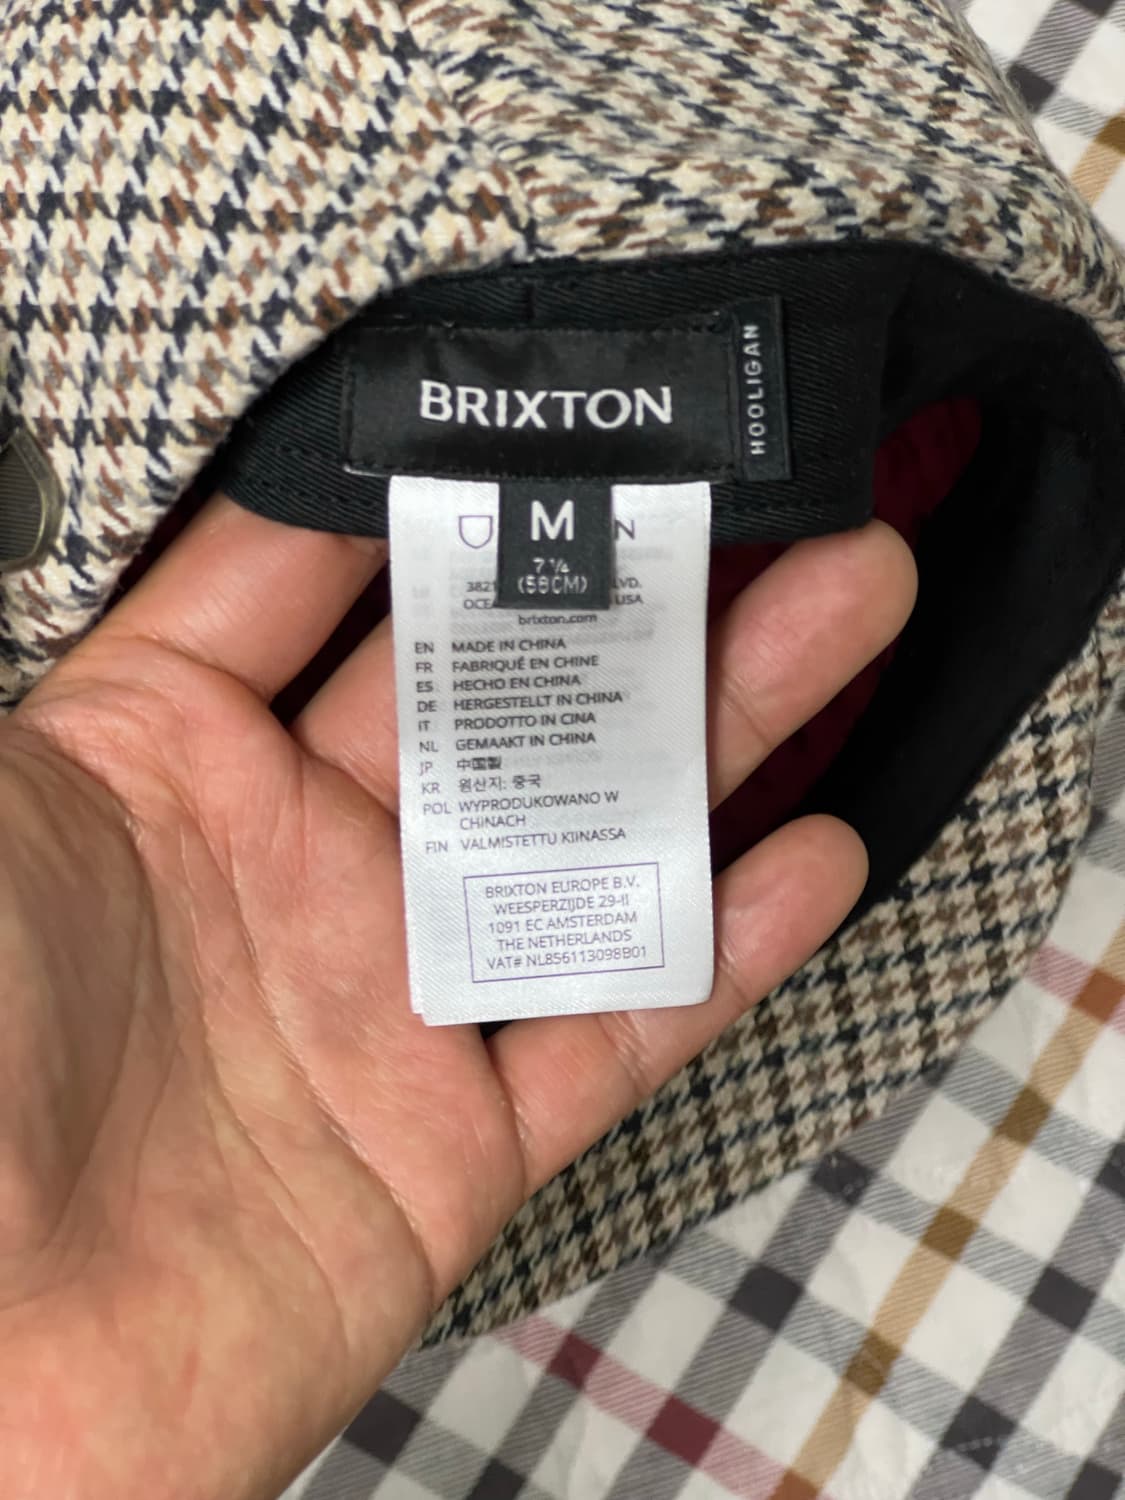 BRIXTON
HOOLIGAN
M
7 ¼
(58CM)
N
3821 LVD.
USA
brixton.com
EN MADE IN CHINA
FR FABRIQUÉ EN CHINE
ES HECHO EN CHINA
DE HERGESTELLT IN CHINA
IT PRODOTTO IN CINA
NL GEMAAKT IN CHINA
JP 中国製
KR 원산지: 중국
POL WYPRODUKOWANO W
CHINACH
FIN VALMISTETTU KIINASSA
BRIXTON EUROPE B.V.
WEESPERZIJDE 29-II
1091 EC AMSTERDAM
THE NETHERLANDS
VAT# NL856113098B01